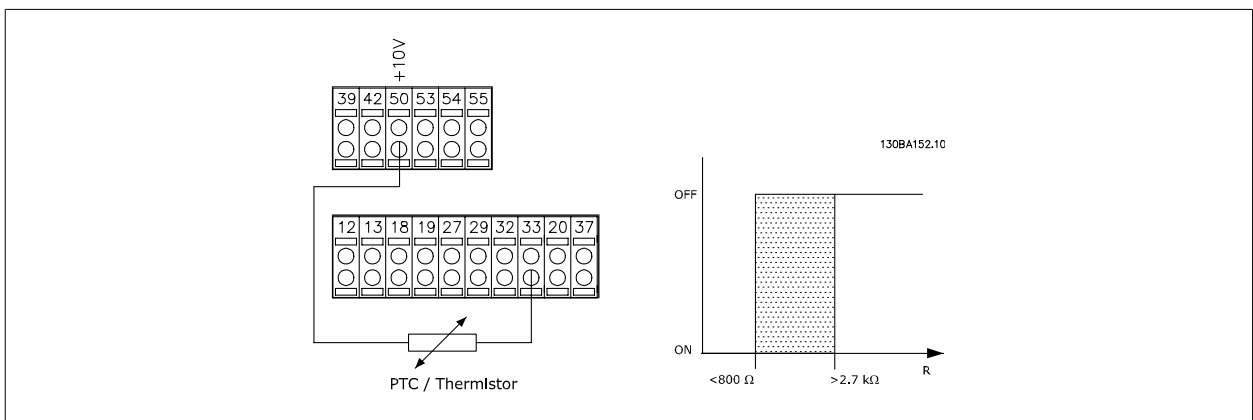 +10V
39 42 50 53 54 55
130BA152.10
OFF
12 13 18 19 27 29 32 33 20 37
ON
R
<800 Ω >2.7 kΩ
PTC / Thermistor